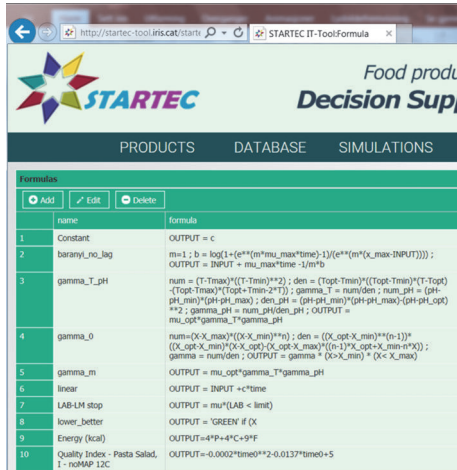 http://startec-tool.iris.cat/starte
STARTEC IT-Tool:Formula
STARTEC
Food produ
Decision Supp
PRODUCTS DATABASE SIMULATIONS
Formulas
Add Edit Delete
name formula
1 Constant OUTPUT = c
2 baranyi_no_lag m=1 ; b = log(1+(e**(m*mu_max*time)-1)/(e**(m*(x_max-INPUT)))) ;
OUTPUT = INPUT + mu_max*time -1/m*b
3 gamma_T_pH num = (T-Tmax)*((T-Tmin)**2) ; den = (Topt-Tmin)*((Topt-Tmin)*(T-Topt)
-(Topt-Tmax)*(Topt+Tmin-2*T)) ; gamma_T = num/den ; num_pH = (pH-
pH_min)*(pH-pH_max) ; den_pH = (pH-pH_min)*(pH-pH_max)-(pH-pH_opt)
**2 ; gamma_pH = num_pH/den_pH ; OUTPUT =
mu_opt*gamma_T*gamma_pH
4 gamma_0 num=(X-X_max)*((X-X_min)**n) ; den = ((X_opt-X_min)**(n-1))*
((X_opt-X_min)*(X-X_opt)-(X_opt-X_max)*((n-1)*X_opt+X_min-n*X)) ;
gamma = num/den ; OUTPUT = gamma * (X>X_min) * (X< X_max)
5 gamma_m OUTPUT = mu_opt*gamma_T*gamma_pH
6 linear OUTPUT = INPUT +c*time
7 LAB-LM stop OUTPUT = mu*(LAB < limit)
8 lower_better OUTPUT = 'GREEN' if (X
9 Energy (kcal) OUTPUT=4*P+4*C+9*F
10 Quality Index - Pasta Salad, OUTPUT=-0.0002*time0**2-0.0137*time0+5
I - noMAP 12C